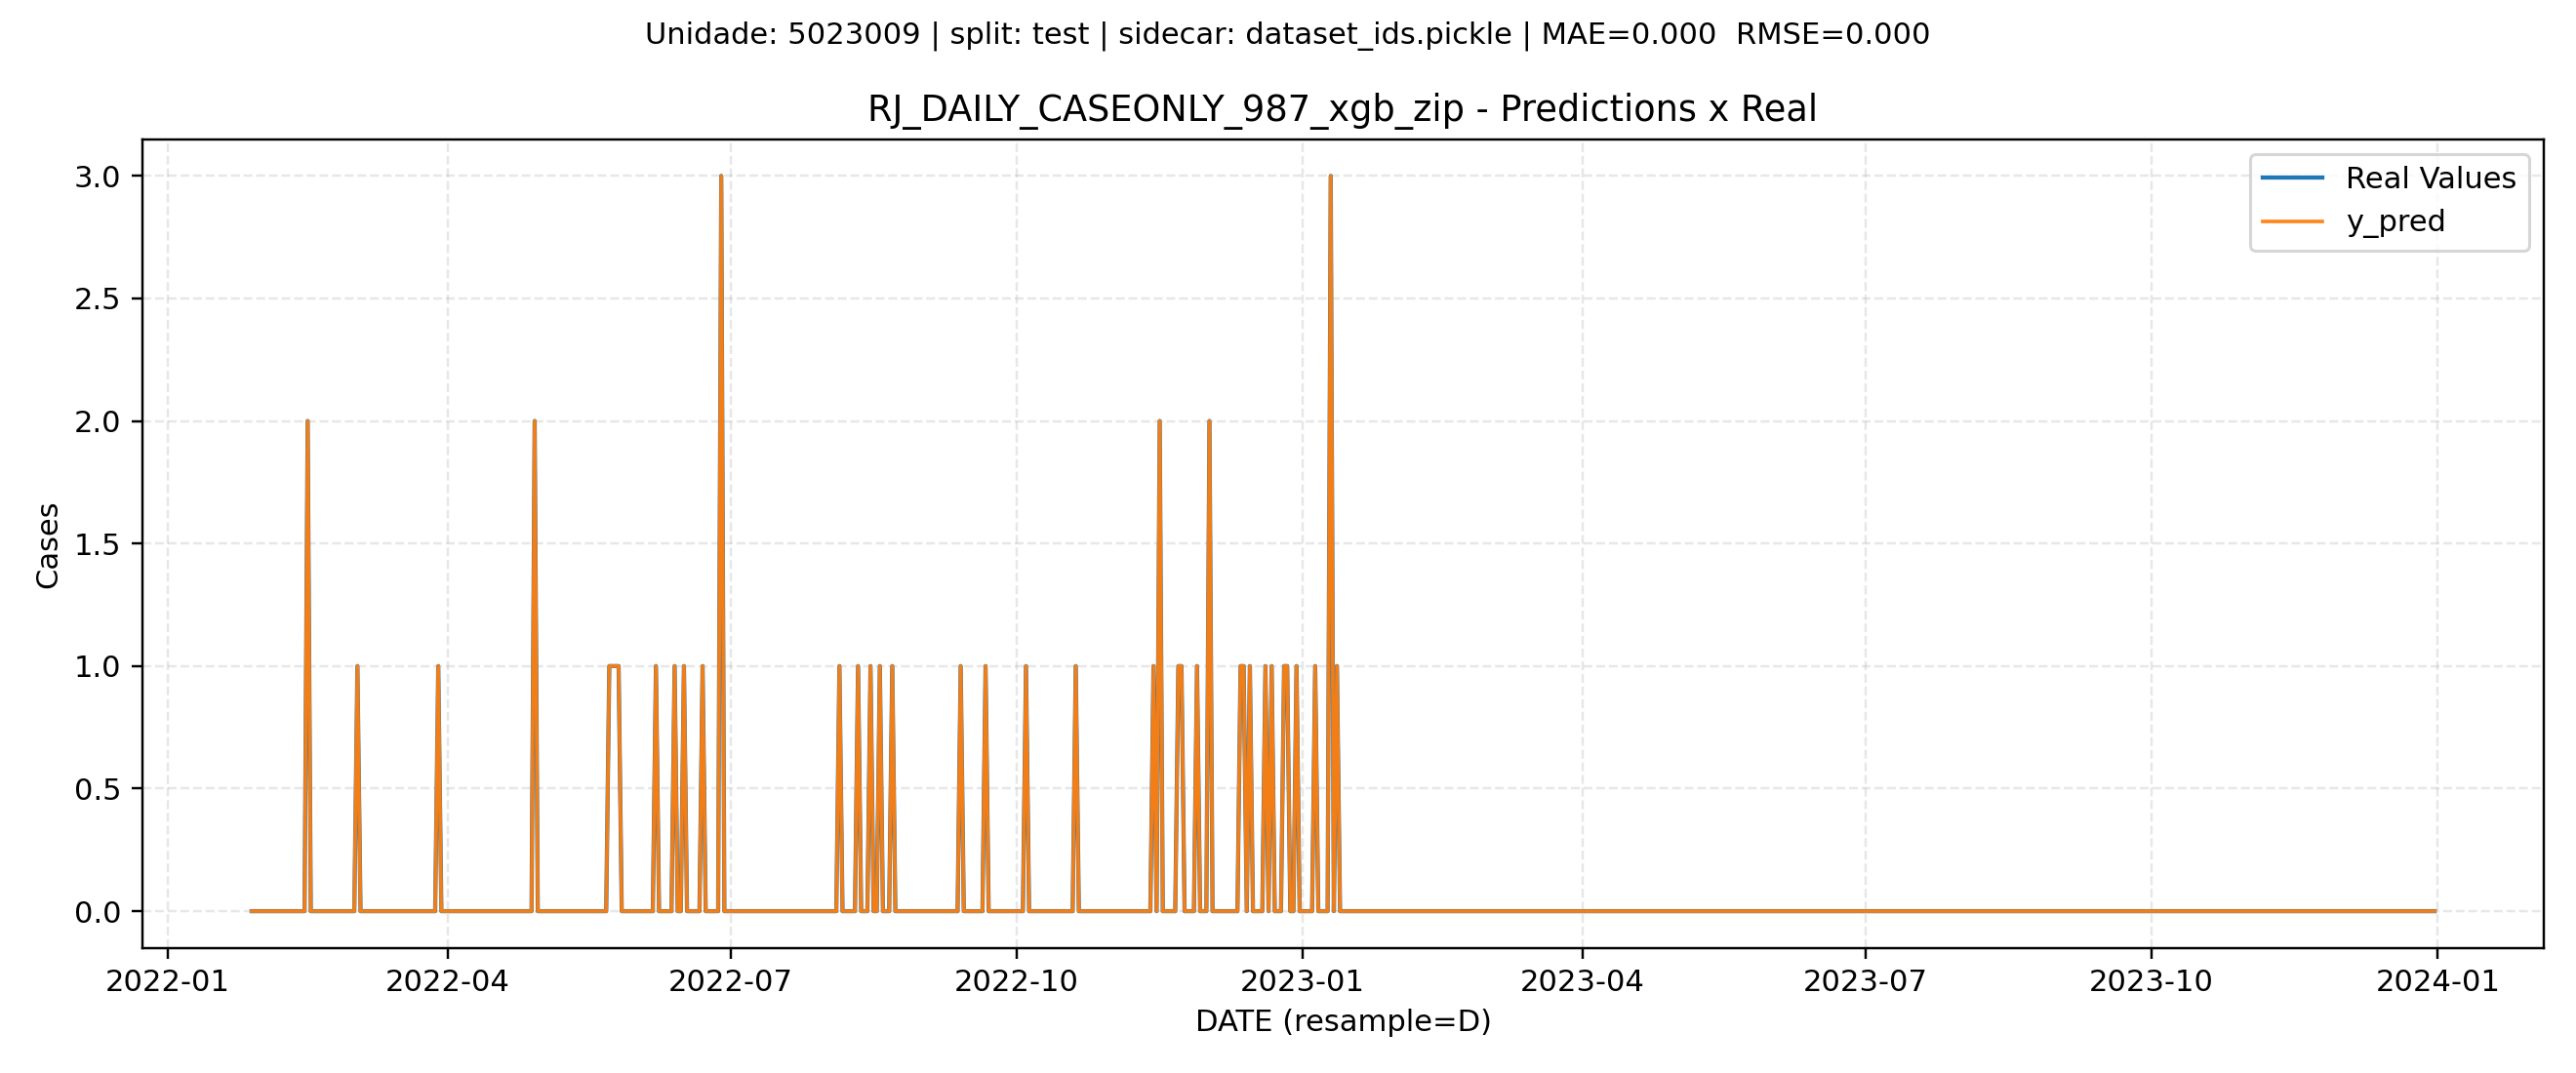 Unidade: 5023009 | split: test | sidecar: dataset_ids.pickle | MAE=0.000  RMSE=0.000
RJ_DAILY_CASEONLY_987_xgb_zip - Predictions x Real
Real Values
y_pred
3.0
2.5
2.0
1.5
1.0
0.5
0.0
Cases
2022-01 2022-04 2022-07 2022-10 2023-01 2023-04 2023-07 2023-10 2024-01
DATE (resample=D)